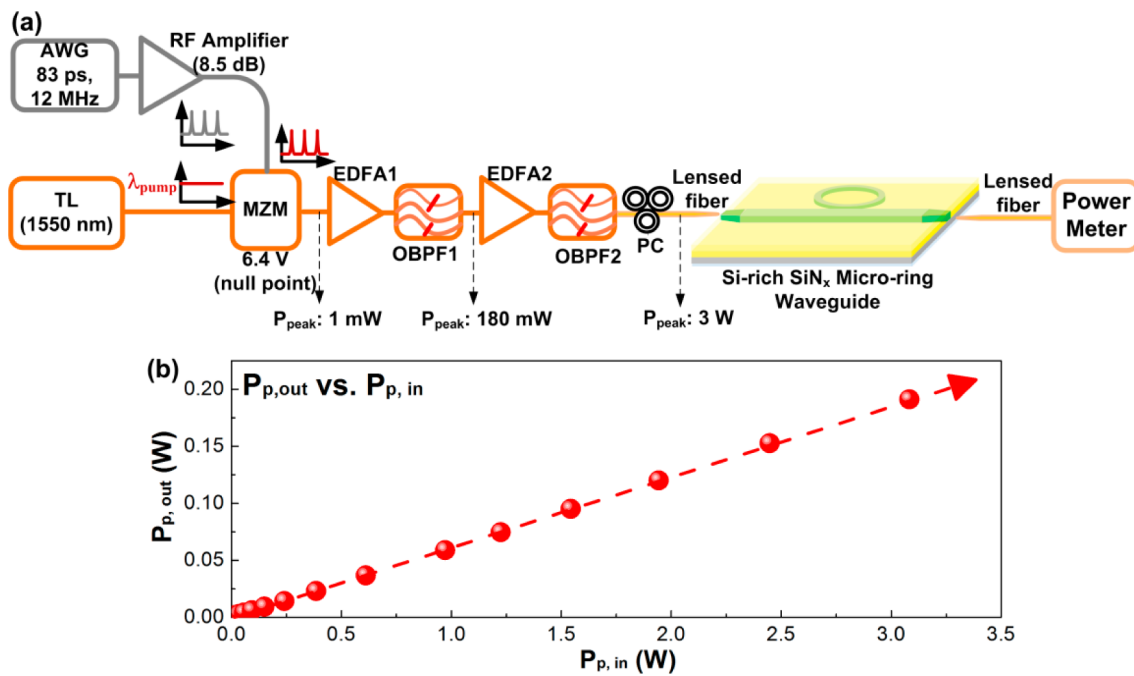 (a)
AWG
83 ps,
12 MHz
RF Amplifier
(8.5 dB)
TL
(1550 nm)
λpump
MZM
6.4 V
(null point)
EDFA1
OBPF1
EDFA2
OBPF2
PC
Lensed
fiber
Lensed
fiber
Power
Meter
Si-rich SiNx Micro-ring
Waveguide
Ppeak: 1 mW
Ppeak: 180 mW
Ppeak: 3 W
(b)
Pp,out vs. Pp, in
Pp, out (W)
0.20
0.15
0.10
0.05
0.00
0.0 0.5 1.0 1.5 2.0 2.5 3.0 3.5
Pp, in (W)